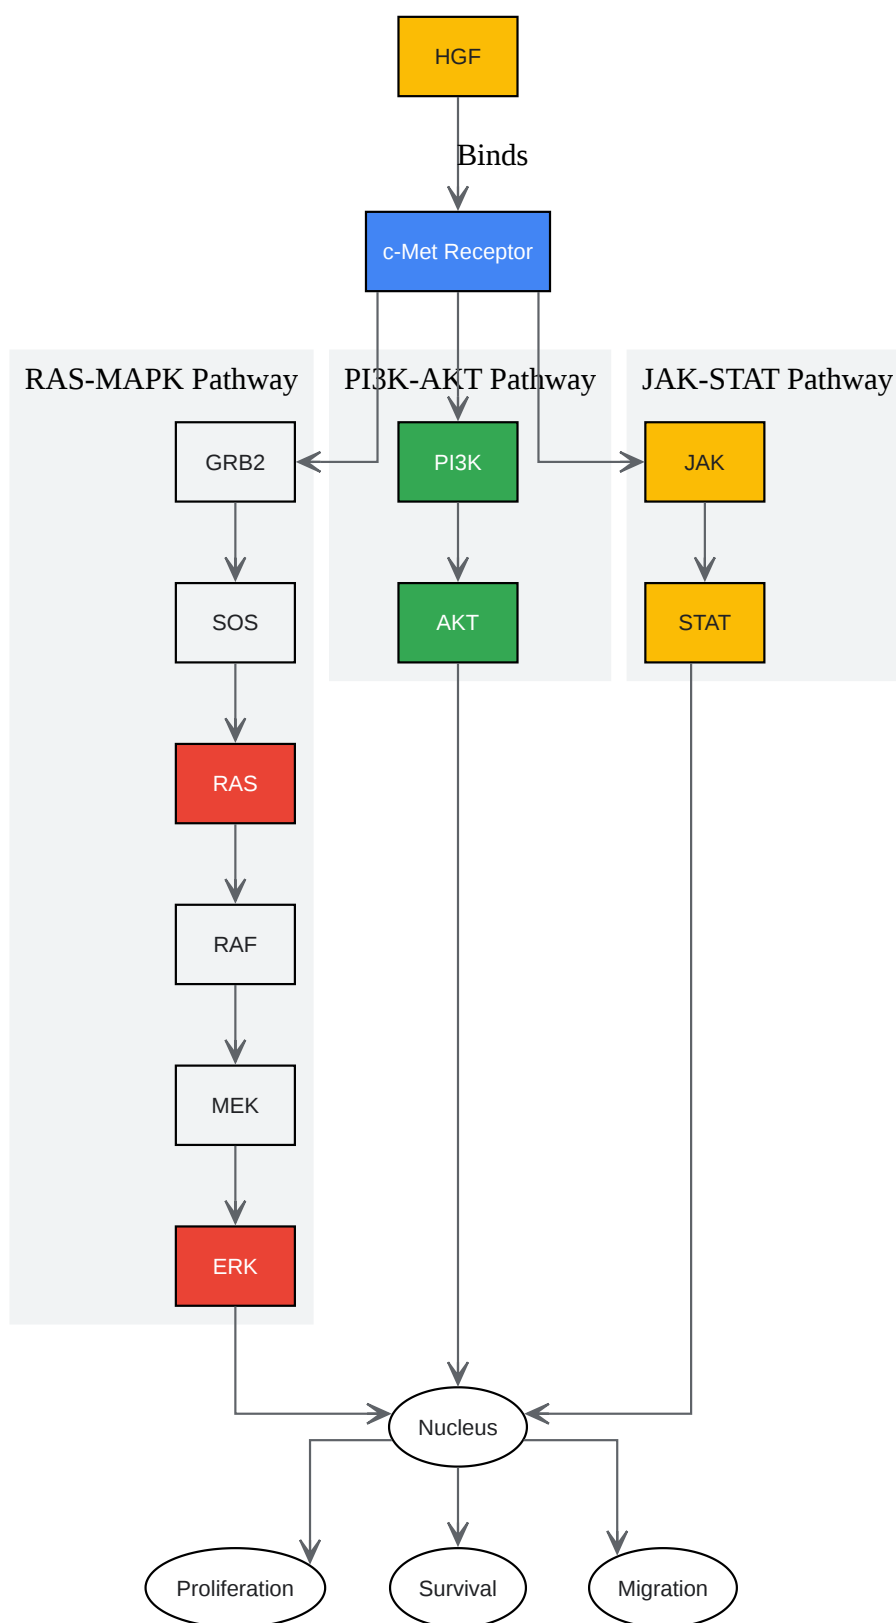 HGF
Binds
c-Met Receptor
RAS-MAPK Pathway
PI3K-AKT Pathway
JAK-STAT Pathway
GRB2
PI3K
JAK
SOS
AKT
STAT
RAS
RAF
MEK
ERK
Nucleus
Proliferation
Survival
Migration